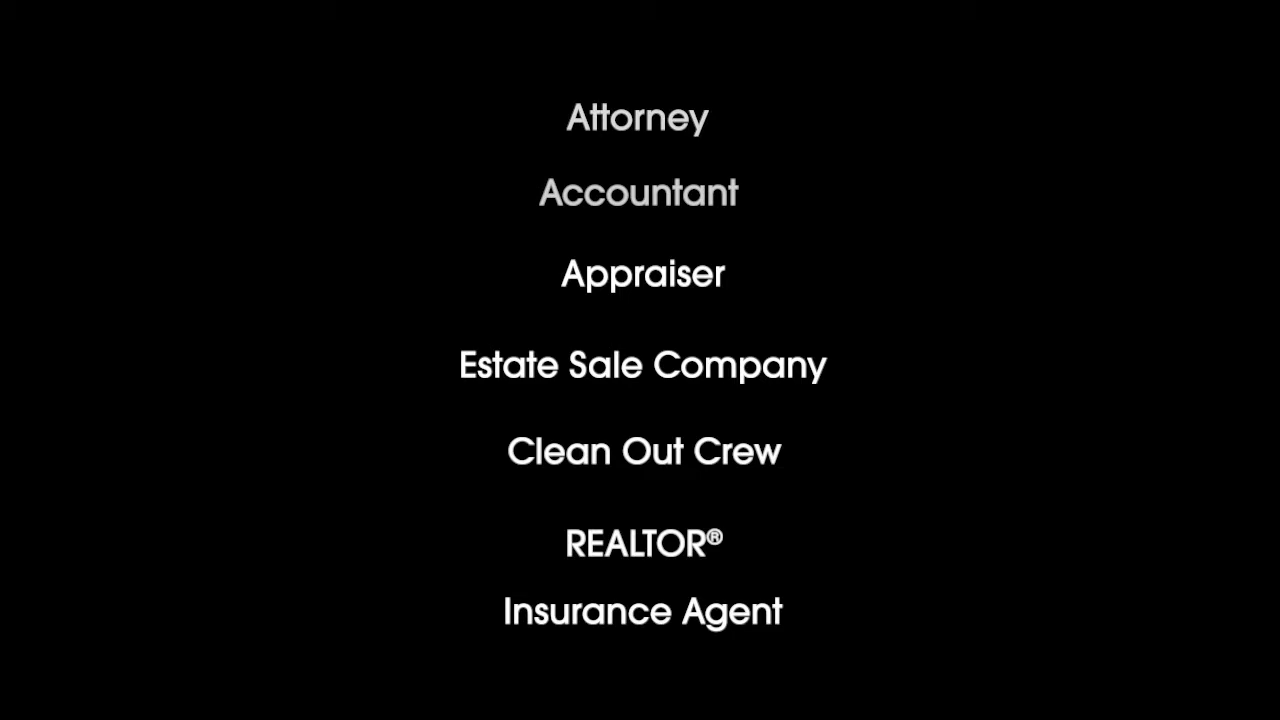 Attorney
Accountant
Appraiser
Estate Sale Company
Clean Out Crew
REALTOR®
Insurance Agent